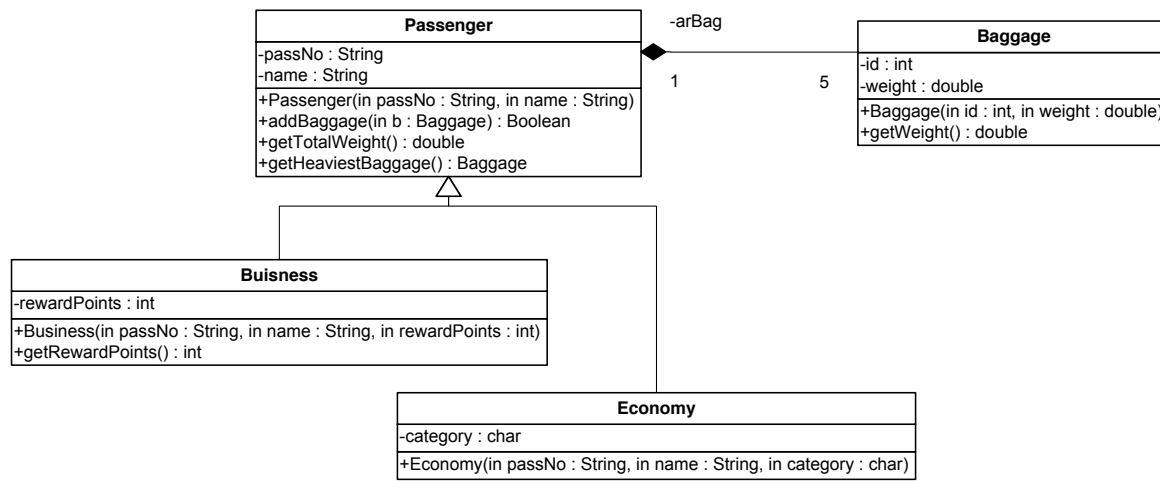 Passenger
-passNo : String
-name : String
+Passenger(in passNo : String, in name : String)
+addBaggage(in b : Baggage) : Boolean
+getTotalWeight() : double
+getHeaviestBaggage() : Baggage
-arBag
1
5
Baggage
-id : int
-weight : double
+Baggage(in id : int, in weight : double)
+getWeight() : double
Buisness
-rewardPoints : int
+Business(in passNo : String, in name : String, in rewardPoints : int)
+getRewardPoints() : int
Economy
-category : char
+Economy(in passNo : String, in name : String, in category : char)